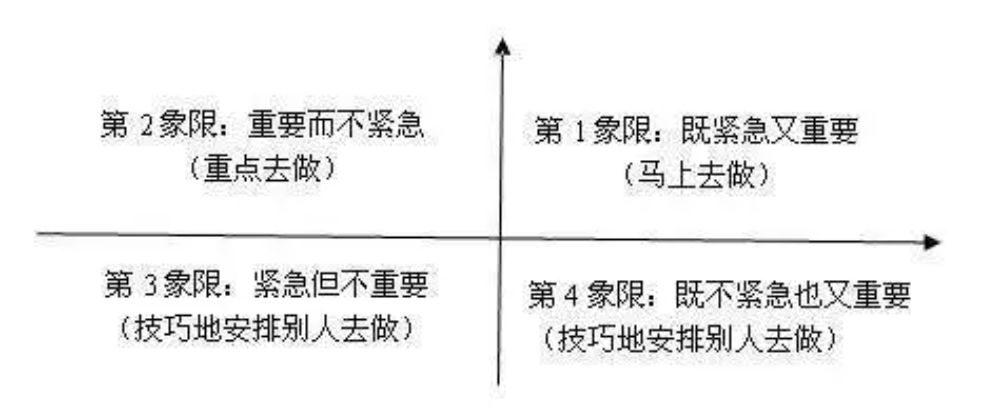 第 2象限：重要而不紧急
（重点去做）
第 1象限：既紧急又重要
（马上去做）
第 3象限：紧急但不重要
（技巧地安排别人去做）
第 4 象限：既不紧急也又重要
（技巧地安排别人去做）